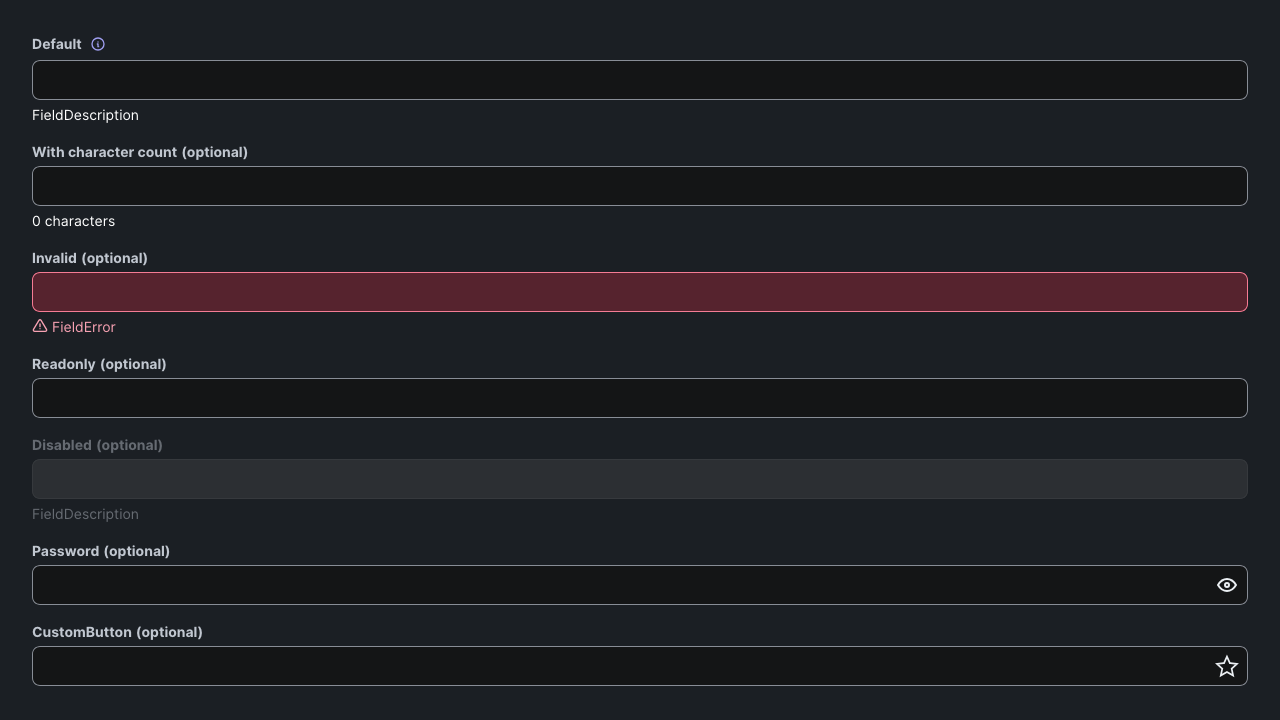 Default
FieldDescription
With character count (optional)
0 characters
Invalid (optional)
FieldError
Readonly (optional)
Disabled (optional)
FieldDescription
Password (optional)
CustomButton (optional)